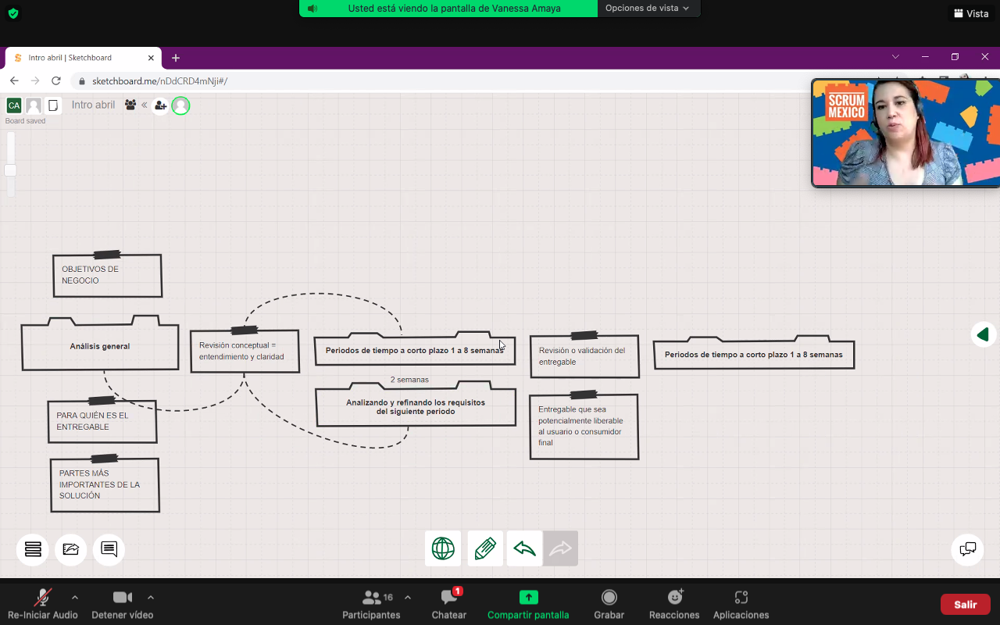 Usted está viendo la pantalla de Vanessa Amaya
Opciones de vista
Vista
Intro abril | Sketchboard
sketchboard.me/nDdCRD4mNji#/
CA
Intro abril
Board saved
SCRUM
MEXICO
OBJETIVOS DE
NEGOCIO
Análisis general
Revisión conceptual =
entendimiento y claridad
Periodos de tiempo a corto plazo 1 a 8 semanas
Revisión o validación del
entregable
Periodos de tiempo a corto plazo 1 a 8 semanas
2 semanas
Analizando y refinando los requisitos
del siguiente periodo
PARA QUIÉN ES EL
ENTREGABLE
Entregable que sea
potencialmente liberable
al usuario o consumidor
final
PARTES MÁS
IMPORTANTES DE LA
SOLUCIÓN
Re-Iniciar Audio
Detener vídeo
16
Participantes
1
Chatear
Compartir pantalla
Grabar
Reacciones
Aplicaciones
Salir